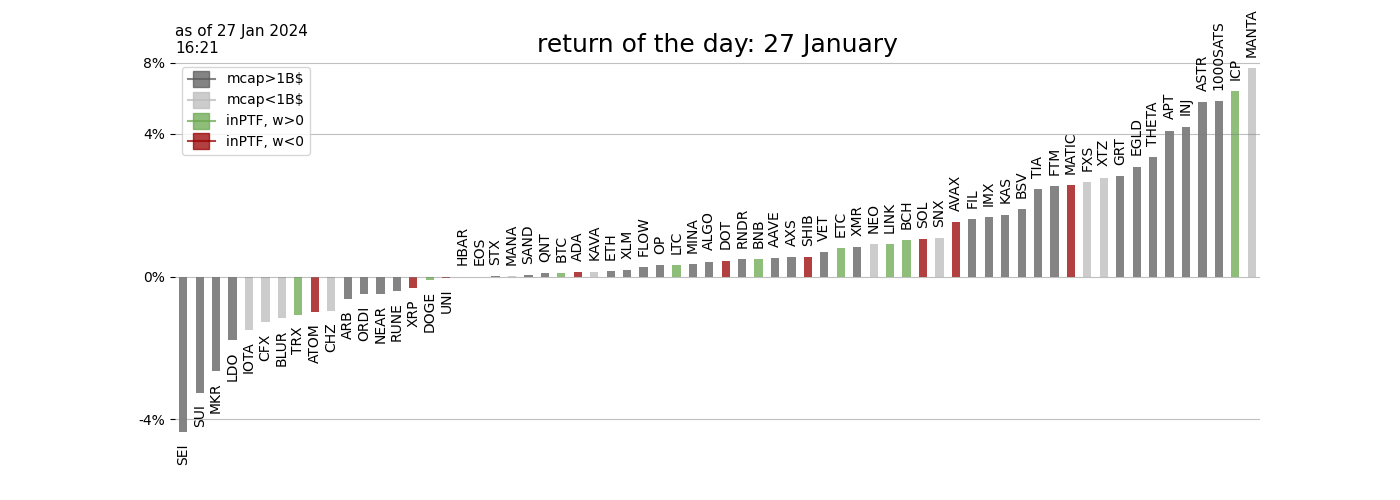 as of 27 Jan 2024
16:21
return of the day: 27 January
8%
4%
0%
-4%
mcap>1B$
mcap<1B$
inPTF, w>0
inPTF, w<0
SEI
SUI
MKR
LDO
IOTA
CFX
BLUR
TRX
ATOM
CHZ
ARB
ORDI
NEAR
RUNE
XRP
DOGE
UNI
HBAR
EOS
STX
MANA
SAND
QNT
BTC
ADA
KAVA
ETH
XLM
FLOW
OP
LTC
MINA
ALGO
DOT
RNDR
BNB
AAVE
AXS
SHIB
VET
ETC
XMR
NEO
LINK
BCH
SOL
SNX
AVAX
FIL
IMX
KAS
BSV
TIA
FTM
MATIC
FXS
XTZ
GRT
EGLD
THETA
APT
INJ
ASTR
1000SATS
ICP
MANTA